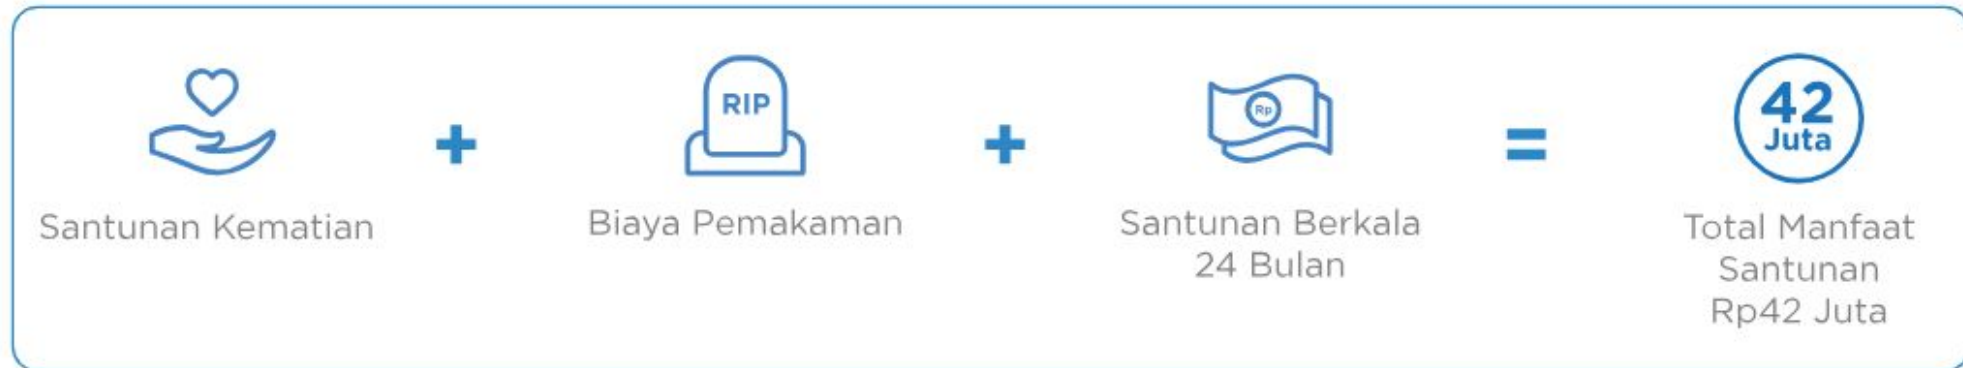 Santunan Kematian
+
RIP
Biaya Pemakaman
+
Rp
Santunan Berkala
24 Bulan
=
42
Juta
Total Manfaat
Santunan
Rp42 Juta